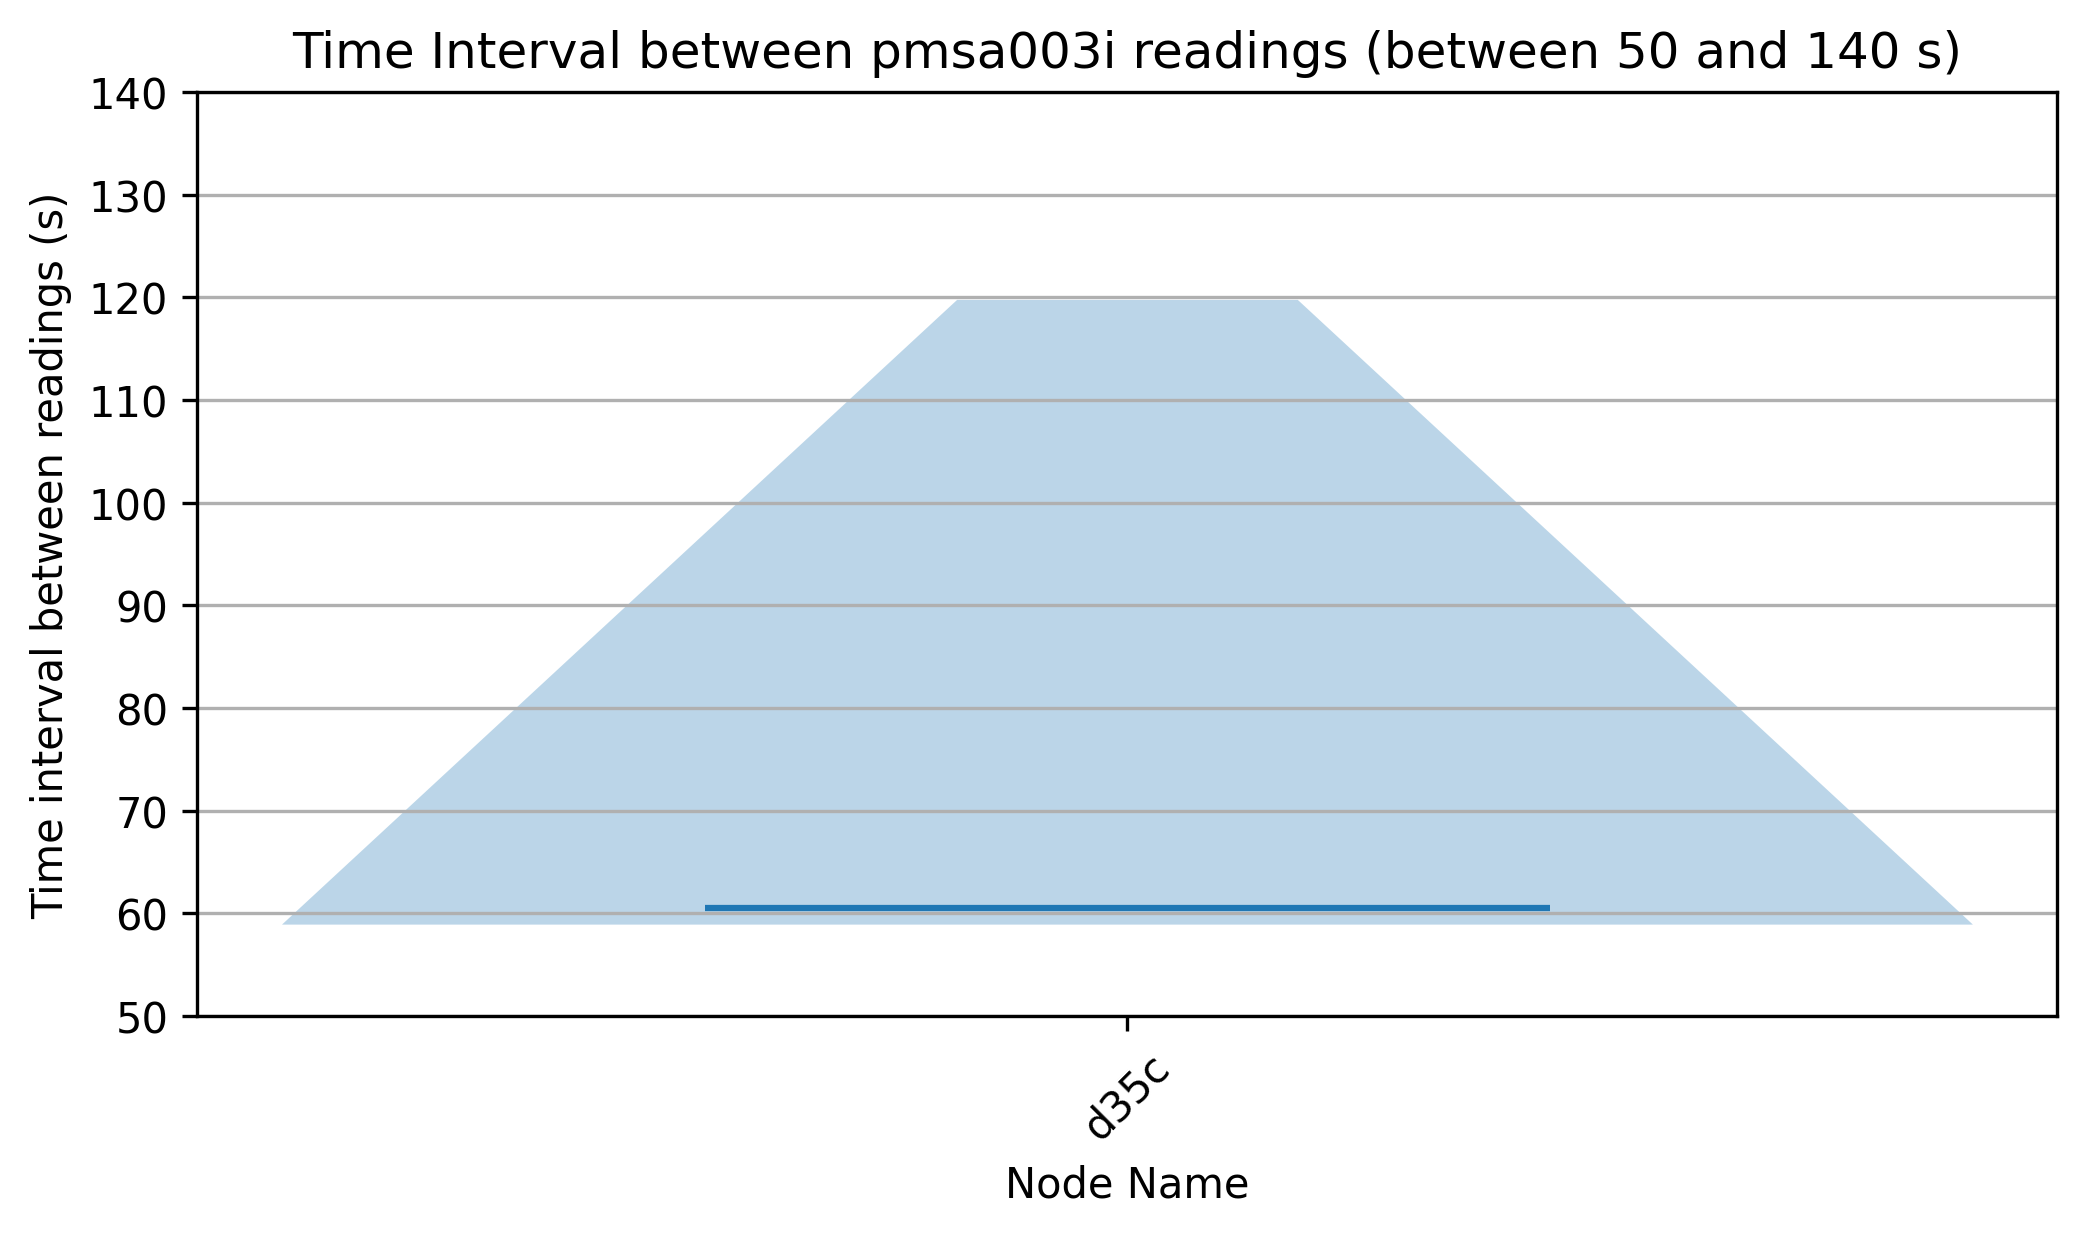 Time Interval between pmsa003i readings (between 50 and 140 s)
Time interval between readings (s)
140
130
120
110
100
90
80
70
60
50
d35c
Node Name